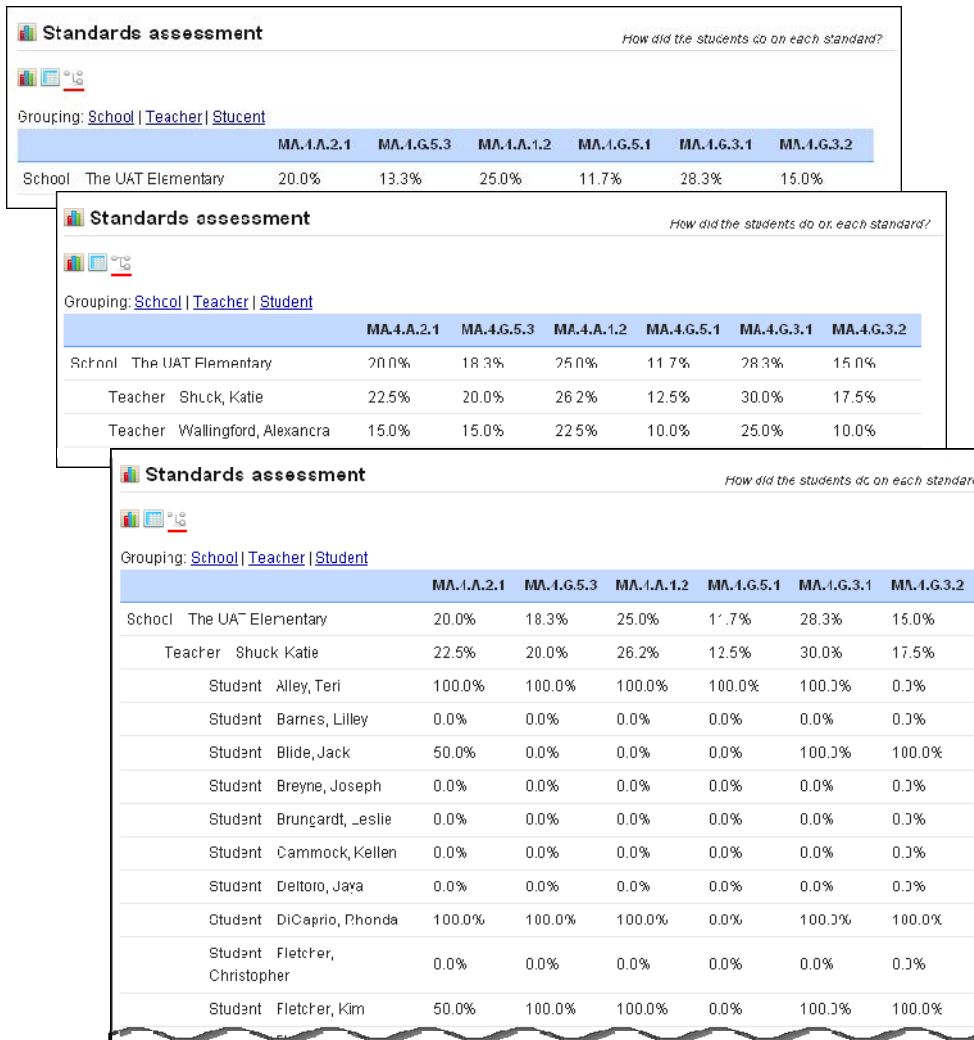 Standards assessment How did the students do on each standard?
Grouping: School | Teacher | Student
MA.4.A.2.1 MA.4.G.5.3 MA.4.A.1.2 MA.4.G.5.1 MA.4.G.3.1 MA.4.G.3.2
School The UAT Elementary 20.0% 18.3% 25.0% 11.7% 28.3% 15.0%
Standards assessment How did the students do on each standard?
Grouping: School | Teacher | Student
MA.4.A.2.1 MA.4.G.5.3 MA.4.A.1.2 MA.4.G.5.1 MA.4.G.3.1 MA.4.G.3.2
School The UAT Elementary 20.0% 18.3% 25.0% 11.7% 28.3% 15.0%
Teacher Shuck, Katie 22.5% 20.0% 26.2% 12.5% 30.0% 17.5%
Teacher Wallingford, Alexandra 15.0% 15.0% 22.5% 10.0% 25.0% 10.0%
Standards assessment How did the students do on each standard
Grouping: School | Teacher | Student
MA.4.A.2.1 MA.4.G.5.3 MA.4.A.1.2 MA.4.G.5.1 MA.4.G.3.1 MA.4.G.3.2
School The UAT Elementary 20.0% 18.3% 25.0% 11.7% 28.3% 15.0%
Teacher Shuck, Katie 22.5% 20.0% 26.2% 12.5% 30.0% 17.5%
Student Alley, Teri 100.0% 100.0% 100.0% 100.0% 100.0% 0.0%
Student Barnes, Lilley 0.0% 0.0% 0.0% 0.0% 0.0% 0.0%
Student Blide, Jack 50.0% 0.0% 0.0% 0.0% 100.0% 100.0%
Student Breyne, Joseph 0.0% 0.0% 0.0% 0.0% 0.0% 0.0%
Student Brungardt, Leslie 0.0% 0.0% 0.0% 0.0% 0.0% 0.0%
Student Cammock, Kellen 0.0% 0.0% 0.0% 0.0% 0.0% 0.0%
Student Deltoro, Jaya 0.0% 0.0% 0.0% 0.0% 0.0% 0.0%
Student DiCaprio, Rhonda 100.0% 100.0% 100.0% 0.0% 100.0% 100.0%
Student Fletcher,
Christopher 0.0% 0.0% 0.0% 0.0% 0.0% 0.0%
Student Fletcher, Kim 50.0% 100.0% 100.0% 0.0% 100.0% 100.0%